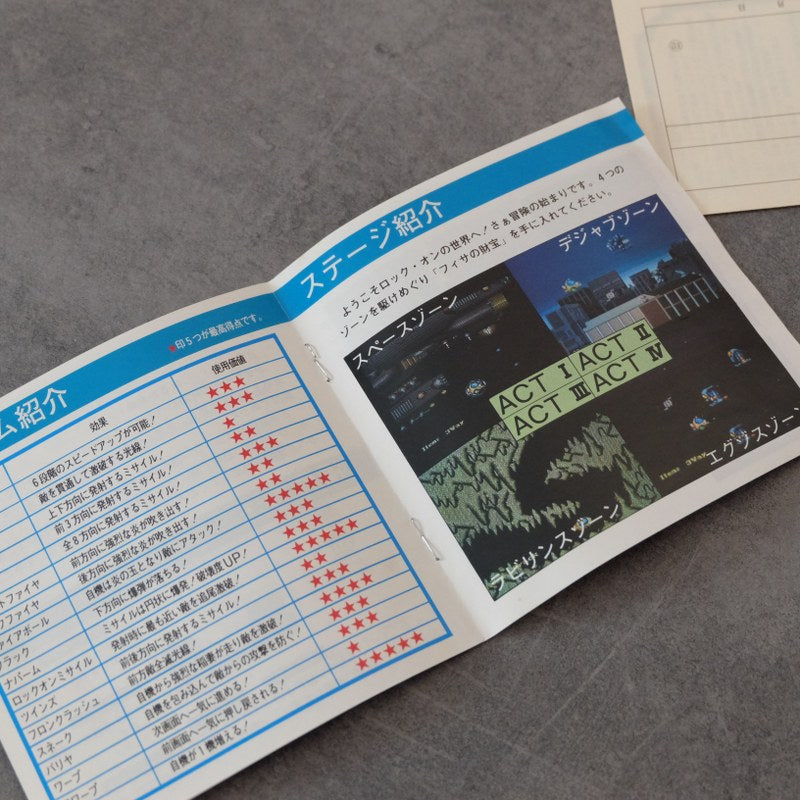 ム紹介
★印5つが最高得点です。
効果 使用価値
6段階のスピードアップが可能! ★★★
敵を貫通して激破する光線! ★★★
上下方向に発射するミサイル! ★
前3方向に発射するミサイル! ★★
全8方向に発射するミサイル! ★★★
前方向に強烈な炎が吹き出す! ★★
トファイヤ 後方向に強烈な炎が吹き出す! ★★
クファイヤ 自機は炎の玉となり敵にアタック! ★★★★★
ァイアボール 下方向に爆弾が落ちる! ★★★
ラック ミサイルは円状に爆発!破壊度UP! ★★★
ナパーム 発射時に最も近い敵を追尾激破! ★★★★★
ロックオンミサイル 前後方向に発射するミサイル! ★★
ツインズ 前方敵全滅光線! ★★★
フロンクラッシュ 自機から強烈な稲妻が走り敵を激破! ★★★★
スネーク 自機を包み込んで敵からの攻撃を防ぐ! ★★★
バリヤ 次画面へ一気に進める! ★★★
ワープ 前画面へ一気に押し戻される! ★
自機が1機増える! ★★★★★
ステージ紹介
ようこそロック・オンの世界へ!さぁ冒険の始まりです。4つの
ゾーンを駆けめぐり「フィサの財宝」を手に入れてください。
スペースゾーン
デジャブゾーン
ACT Ⅰ ACT Ⅱ
ACT Ⅲ ACT Ⅳ
ラビサンスゾーン
エグゾスゾーン